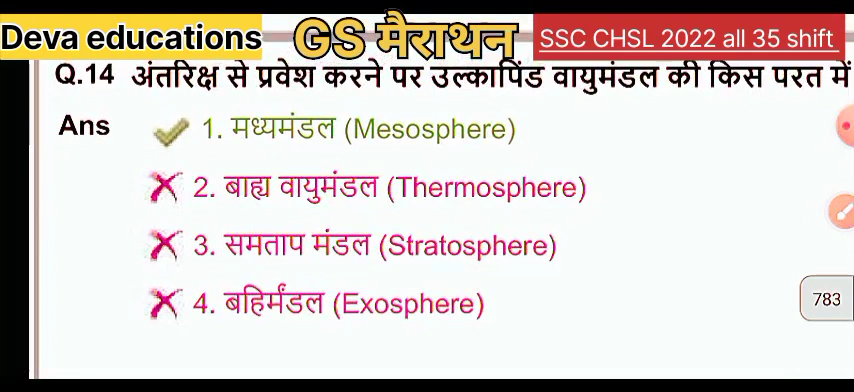 Deva educations GS मैराथन SSC CHSL 2022 all 35 shift
Q.14 अंतरिक्ष से प्रवेश करने पर उल्कापिंड वायुमंडल की किस परत में
Ans 1. मध्यमंडल (Mesosphere)
2. बाह्य वायुमंडल (Thermosphere)
3. समताप मंडल (Stratosphere)
4. बहिर्मंडल (Exosphere)
783